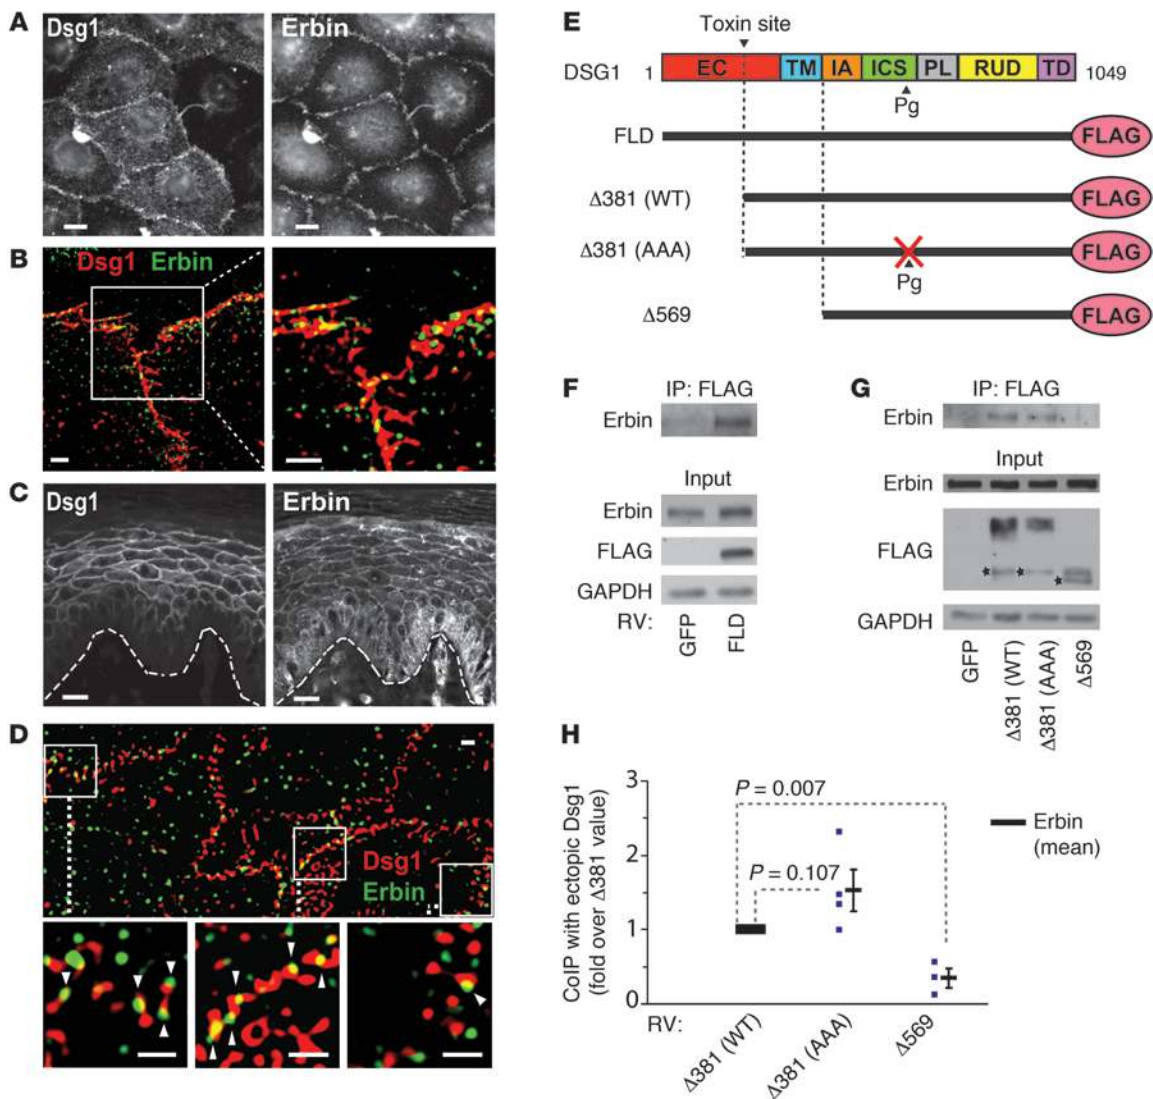 A
Dsg1
Erbin
B
Dsg1 Erbin
C
Dsg1
Erbin
D
Dsg1
Erbin
E
Toxin site
DSG1 1 EC TM IA ICS PL RUD TD 1049
Pg
FLD FLAG
Δ381 (WT) FLAG
Δ381 (AAA) FLAG
Pg
Δ569 FLAG
F
IP: FLAG
Erbin
Input
Erbin
FLAG
GAPDH
RV: GFP FLD
G
IP: FLAG
Erbin
Input
Erbin
FLAG
GAPDH
GFP Δ381 (WT) Δ381 (AAA) Δ569
H
CoIP with ectopic Dsg1
(fold over Δ381 value)
3
2
1
0
P = 0.007
P = 0.107
Erbin
(mean)
RV: Δ381 (WT) Δ381 (AAA) Δ569